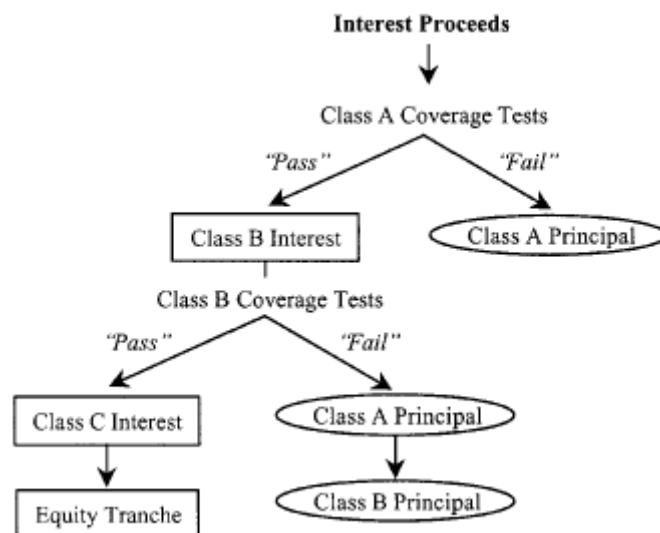 Interest Proceeds
Class A Coverage Tests
"Pass"
"Fail"
Class B Interest
Class A Principal
Class B Coverage Tests
"Pass"
"Fail"
Class C Interest
Class A Principal
Equity Tranche
Class B Principal